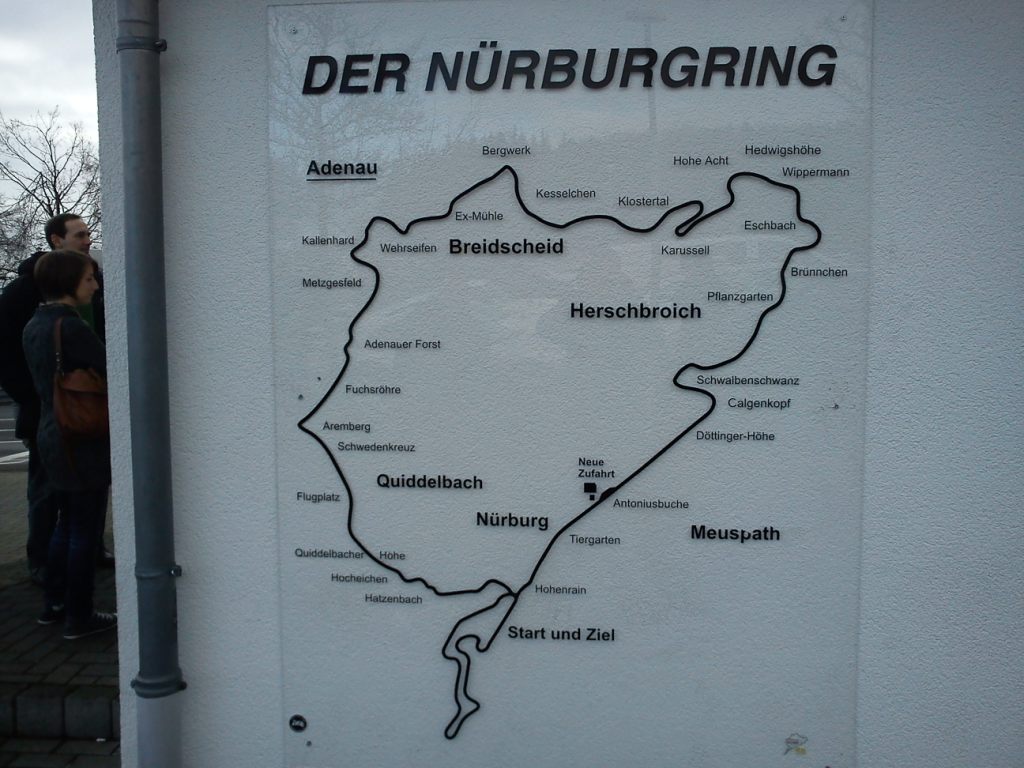 DER NÜRBURGRING
Bergwerk
Hedwigshöhe
Hohe Acht
Adenau
Wippermann
Kesselchen
Klostertal
Ex-Mühle
Eschbach
Kallenhard
Wehrseifen
Breidscheid
Karussell
Brünnchen
Metzgesfeld
Pflanzgarten
Herschbroich
Adenauer Forst
Schwalbenschwanz
Fuchsröhre
Calgenkopf
Aremberg
Döttinger-Höhe
Schwedenkreuz
Neue
Zufahrt
Quiddelbach
Flugplatz
Antoniusbuche
Nürburg
Meuspath
Tiergarten
Quiddelbacher Höhe
Hocheichen
Hohenrain
Hatzenbach
Start und Ziel